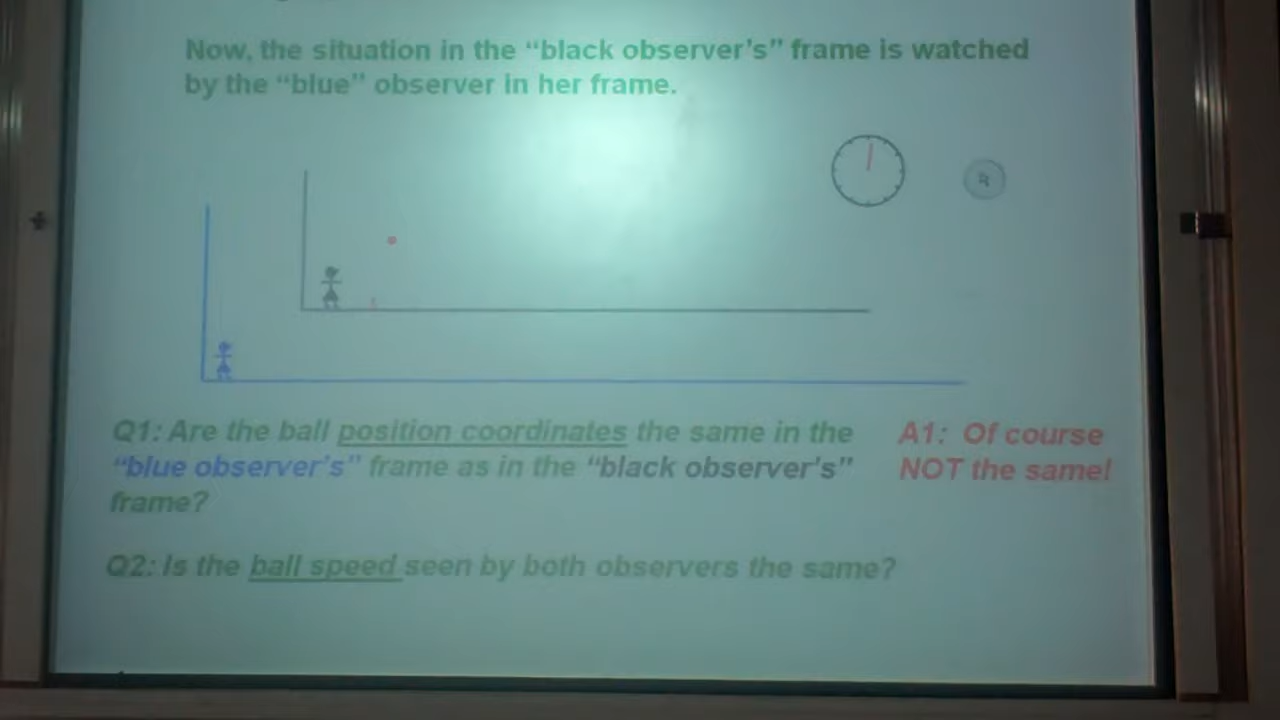 Now, the situation in the “black observer’s” frame is watched
by the “blue” observer in her frame.
Q1: Are the ball position coordinates the same in the
“blue observer’s” frame as in the “black observer’s”
frame?
A1: Of course
NOT the same!
Q2: Is the ball speed seen by both observers the same?